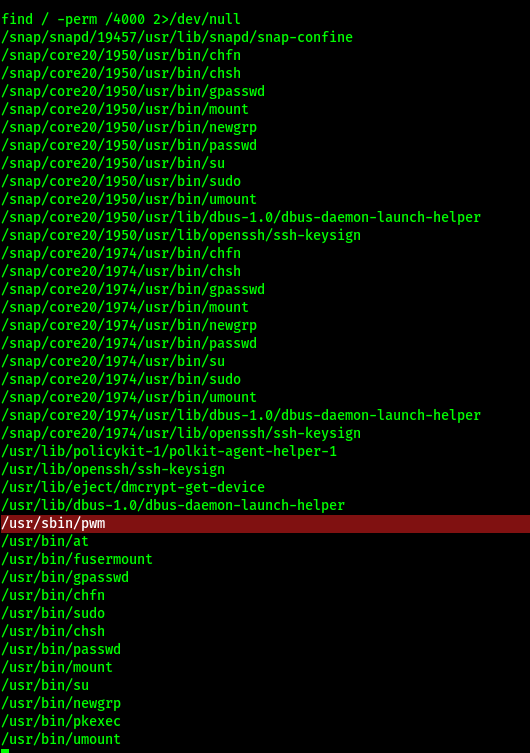 find / -perm /4000 2>/dev/null
/snap/snapd/19457/usr/lib/snapd/snap-confine
/snap/core20/1950/usr/bin/chfn
/snap/core20/1950/usr/bin/chsh
/snap/core20/1950/usr/bin/gpasswd
/snap/core20/1950/usr/bin/mount
/snap/core20/1950/usr/bin/newgrp
/snap/core20/1950/usr/bin/passwd
/snap/core20/1950/usr/bin/su
/snap/core20/1950/usr/bin/sudo
/snap/core20/1950/usr/bin/umount
/snap/core20/1950/usr/lib/dbus-1.0/dbus-daemon-launch-helper
/snap/core20/1950/usr/lib/openssh/ssh-keysign
/snap/core20/1974/usr/bin/chfn
/snap/core20/1974/usr/bin/chsh
/snap/core20/1974/usr/bin/gpasswd
/snap/core20/1974/usr/bin/mount
/snap/core20/1974/usr/bin/newgrp
/snap/core20/1974/usr/bin/passwd
/snap/core20/1974/usr/bin/su
/snap/core20/1974/usr/bin/sudo
/snap/core20/1974/usr/bin/umount
/snap/core20/1974/usr/lib/dbus-1.0/dbus-daemon-launch-helper
/snap/core20/1974/usr/lib/openssh/ssh-keysign
/usr/lib/policykit-1/polkit-agent-helper-1
/usr/lib/openssh/ssh-keysign
/usr/lib/eject/dmcrypt-get-device
/usr/lib/dbus-1.0/dbus-daemon-launch-helper
/usr/sbin/pwm
/usr/bin/at
/usr/bin/fusermount
/usr/bin/gpasswd
/usr/bin/chfn
/usr/bin/sudo
/usr/bin/chsh
/usr/bin/passwd
/usr/bin/mount
/usr/bin/su
/usr/bin/newgrp
/usr/bin/pkexec
/usr/bin/umount